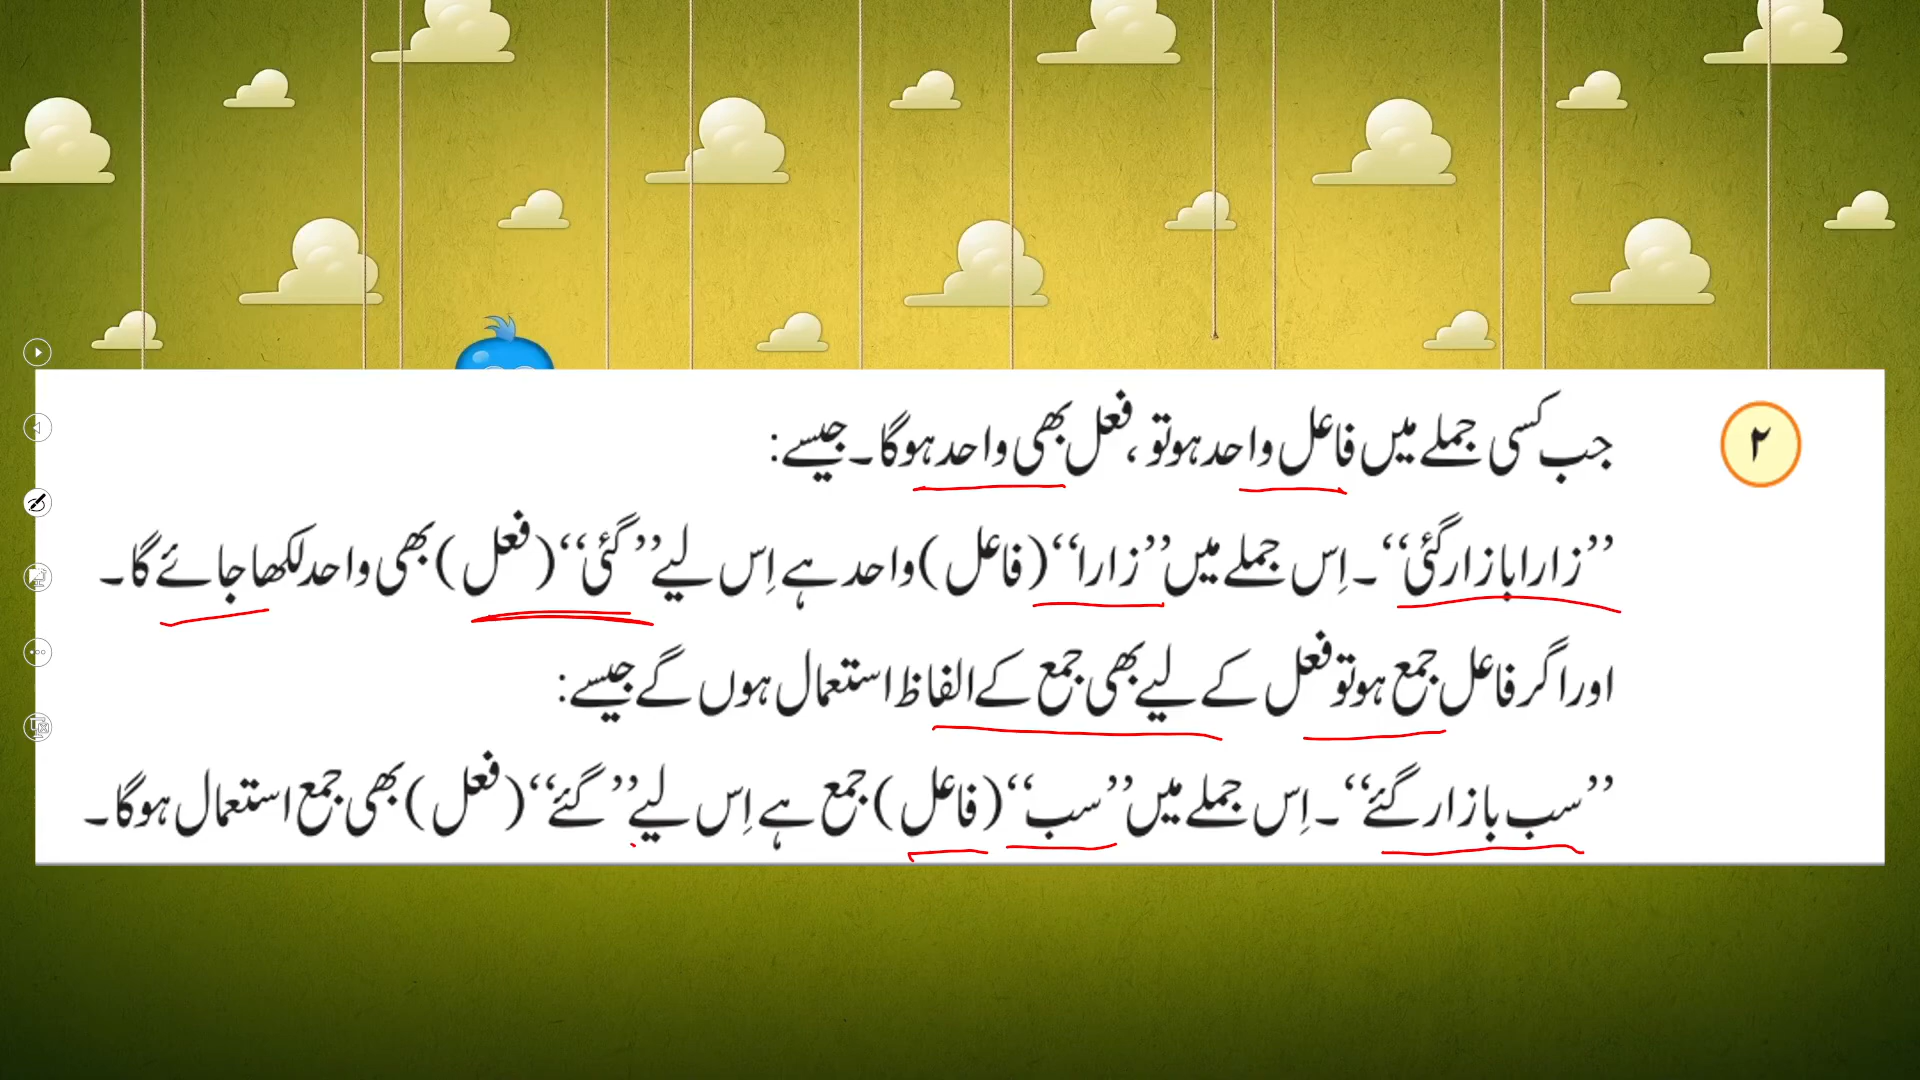 ۲
جب کسی جملے میں فاعل واحد ہو تو ، فعل بھی واحد ہوگا۔ جیسے:
’’زارا بازار گئی‘‘۔ اِس جملے میں ’’زارا‘‘ (فاعل) واحد ہے اِس لیے ’’گئی‘‘ (فعل) بھی واحد لکھا جائے گا۔
اور اگر فاعل جمع ہو تو فعل کے لیے بھی جمع کے الفاظ استعمال ہوں گے جیسے:
’’سب بازار گئے‘‘۔ اِس جملے میں ’’سب‘‘ (فاعل) جمع ہے اِس لیے ’’گئے‘‘ (فعل) بھی جمع استعمال ہوگا۔